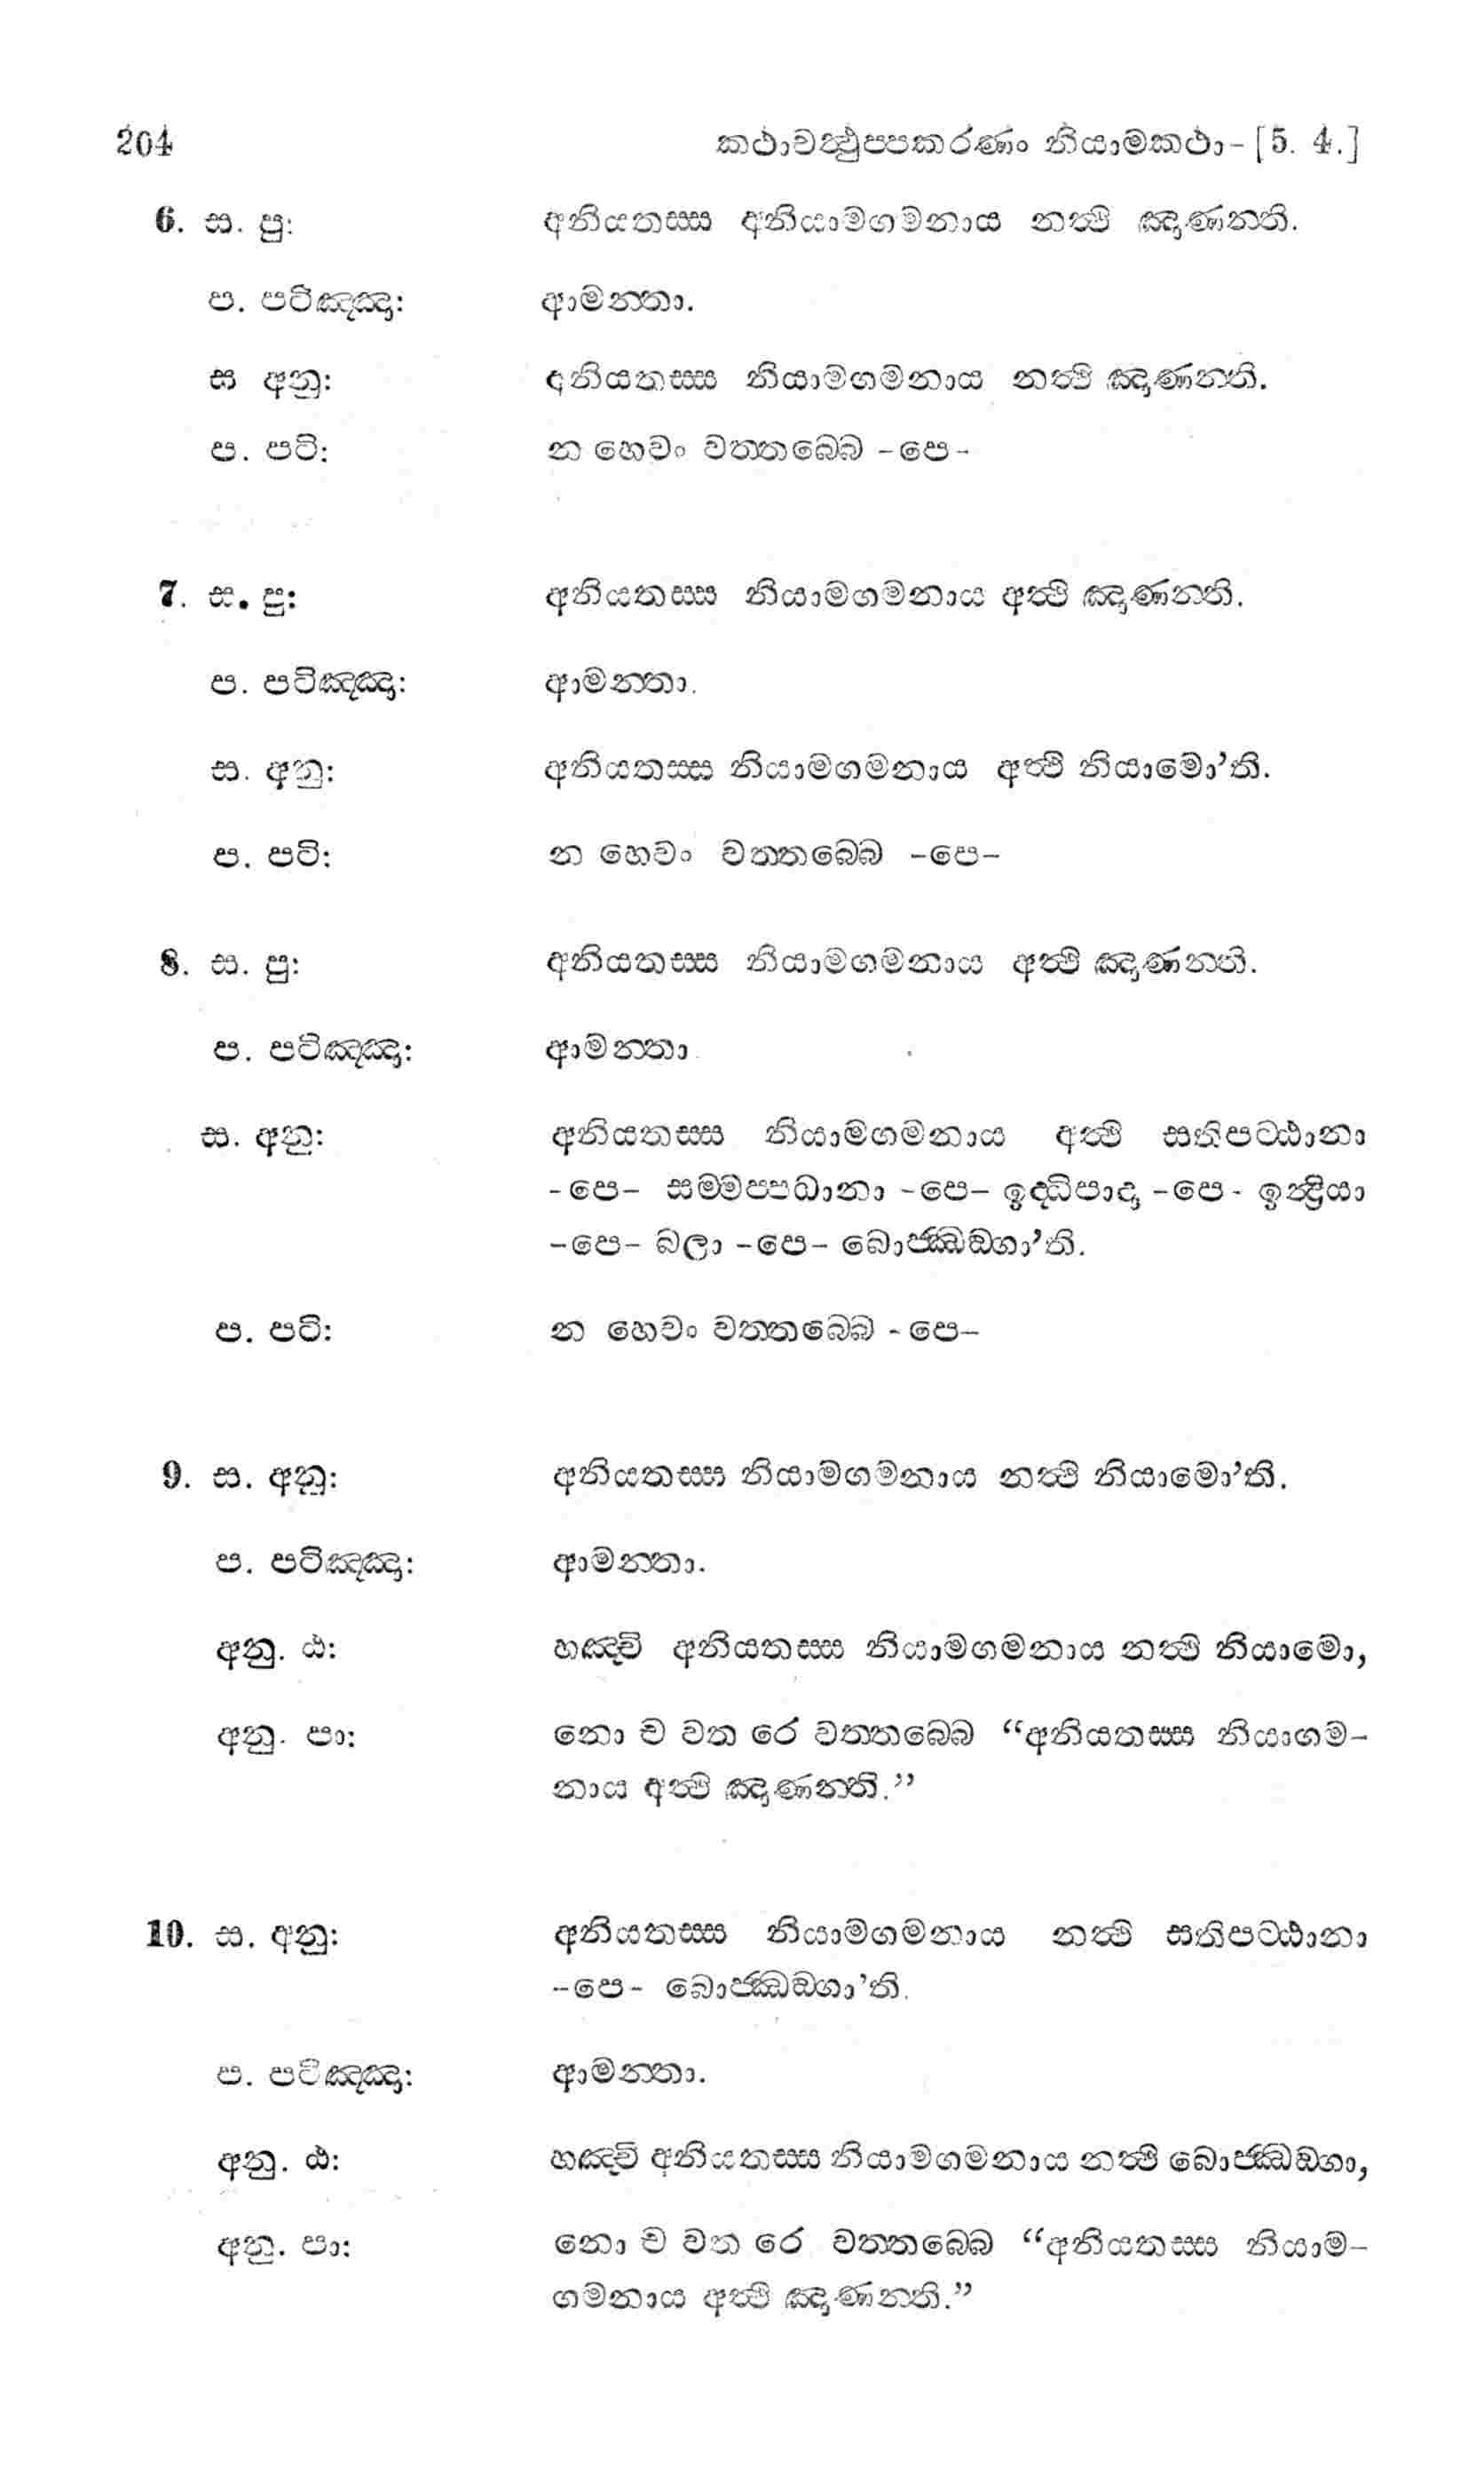 204 කථාවත්‍ථුප්පකරණං නියාමකථා-[5. 4.]
6. ස. පු: අනියතස්ස අනියාමගමනාය නත්‍ථි ඤාණන්ති.
ප. පටිඤ්ඤා: ආමන්තා.
ස අනු: අනියතස්ස නියාමගමනාය නත්‍ථි ඤාණන්ති.
ප. පටි: න හෙවං වත්තබ්බෙ -පෙ-
7. ස. පු: අනියතස්ස නියාමගමනාය අත්‍ථි ඤාණන්ති.
ප. පටිඤ්ඤා: ආමන්තා.
ස. අනු: අනියතස්ස නියාමගමනාය අත්‍ථි නියාමො’ති.
ප. පටි: න හෙවං වත්තබ්බෙ -පෙ-
8. ස. පු: අනියතස්ස නියාමගමනාය අත්‍ථි ඤාණන්ති.
ප. පටිඤ්ඤා: ආමන්තා
ස. අනු: අනියතස්ස නියාමගමනාය අත්‍ථි සතිපට්ඨානා
-පෙ- සම්මප්පධානා -පෙ- ඉද්ධිපාදා -පෙ- ඉන්‍ද්‍රියා
-පෙ- බලා -පෙ- බොජ්ඣඞ්ගා’ති.
ප. පටි: න හෙවං වත්තබ්බෙ -පෙ-
9. ස. අනු: අනියතස්ස නියාමගමනාය නත්‍ථි නියාමො’ති.
ප. පටිඤ්ඤා: ආමන්තා.
අනු. ඨ: හඤ්චි අනියතස්ස නියාමගමනාය නත්‍ථි නියාමො,
අනු. පා: නො ච වත රෙ වත්තබ්බෙ “අනියතස්ස නියාගම-
නාය අත්‍ථි ඤාණන්ති.”
10. ස. අනු: අනියතස්ස නියාමගමනාය නත්‍ථි සතිපට්ඨානා
-පෙ- බොජ්ඣඞ්ගා’ති.
ප. පටිඤ්ඤා: ආමන්තා.
අනු. ඨ: හඤ්චි අනියතස්ස නියාමගමනාය නත්‍ථි බොජ්ඣඞ්ගා,
අනු. පා: නො ච වත රෙ වත්තබ්බෙ “අනියතස්ස නියාම-
ගමනාය අත්‍ථි ඤාණන්ති.”